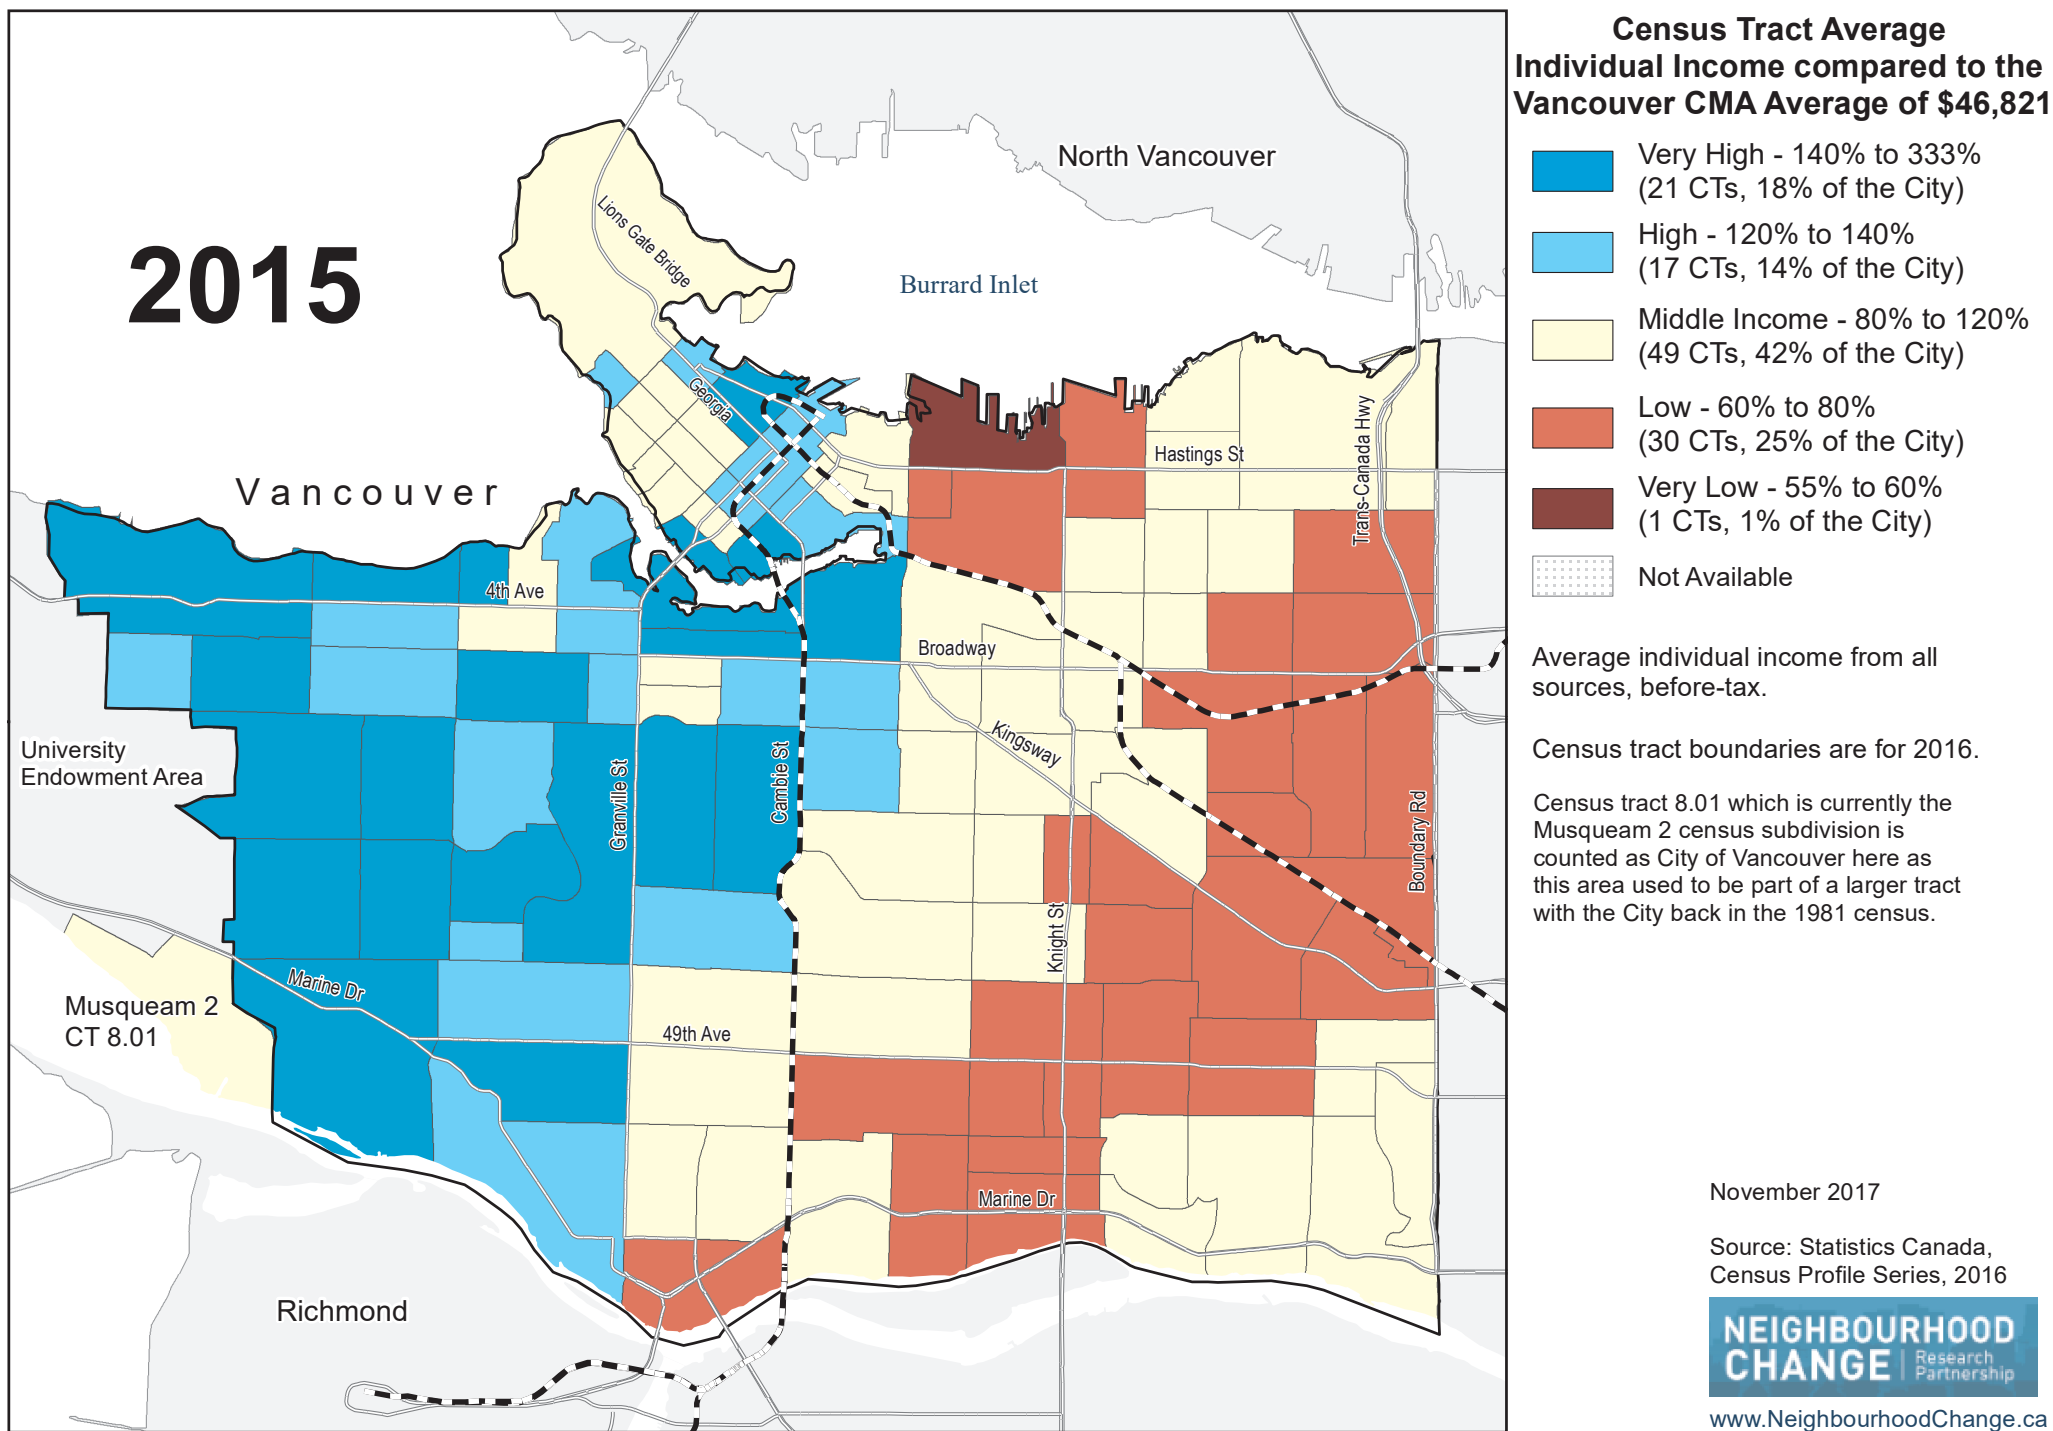 Census Tract Average
Individual Income compared to the
Vancouver CMA Average of $46,821
Very High - 140% to 333%
(21 CTs, 18% of the City)
High - 120% to 140%
(17 CTs, 14% of the City)
Middle Income - 80% to 120%
(49 CTs, 42% of the City)
Low - 60% to 80%
(30 CTs, 25% of the City)
Very Low - 55% to 60%
(1 CTs, 1% of the City)
Not Available
Average individual income from all
sources, before-tax.
Census tract boundaries are for 2016.
Census tract 8.01 which is currently the
Musqueam 2 census subdivision is
counted as City of Vancouver here as
this area used to be part of a larger tract
with the City back in the 1981 census.
November 2017
Source: Statistics Canada,
Census Profile Series, 2016
NEIGHBOURHOOD
CHANGE
Research
Partnership
www.NeighbourhoodChange.ca
2015
North Vancouver
Lions Gate Bridge
Burrard Inlet
Georgia
Hastings St
Trans-Canada Hwy
Vancouver
4th Ave
Broadway
Kingsway
University
Endowment Area
Granville St
Cambie St
Boundary Rd
Knight St
Marine Dr
Musqueam 2
CT 8.01
49th Ave
Marine Dr
Richmond